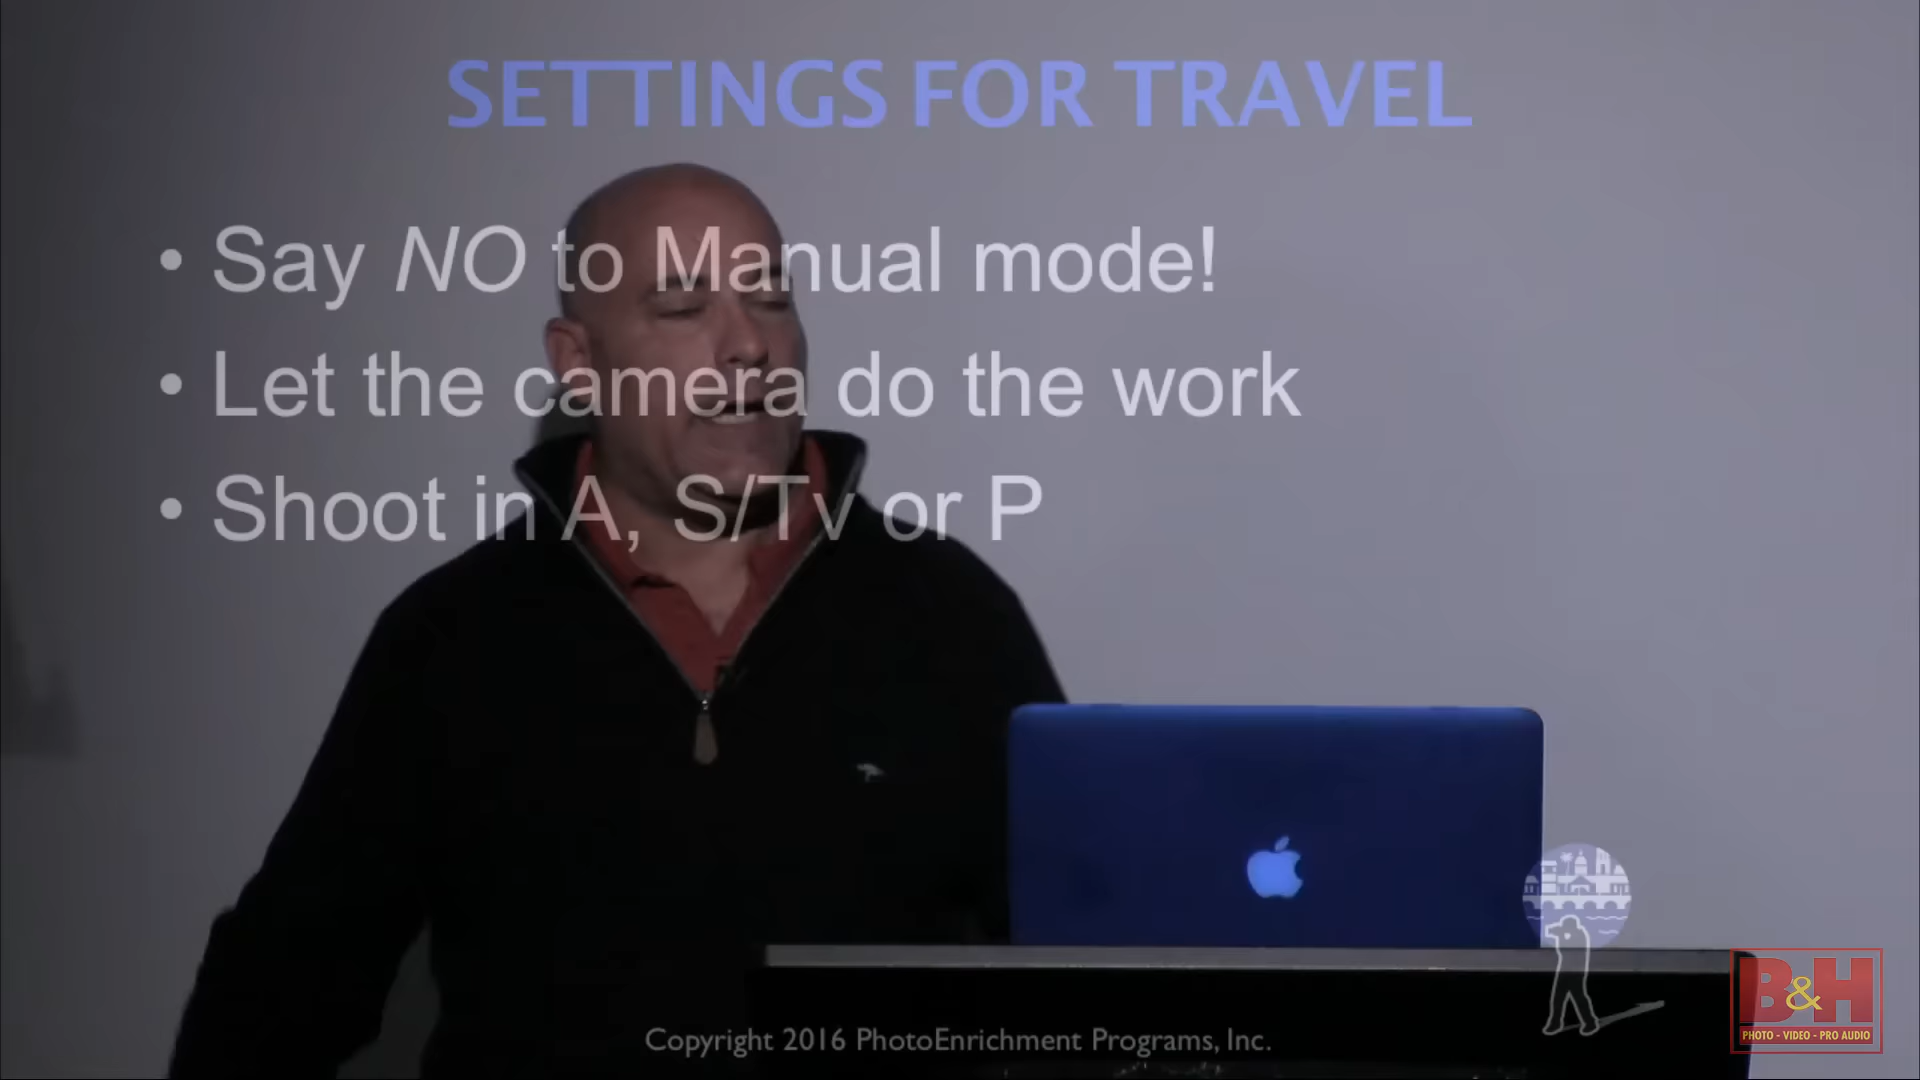 SETTINGS FOR TRAVEL
• Say NO to Manual mode!
• Let the camera do the work
• Shoot in A, S/Tv or P
Copyright 2016 PhotoEnrichment Programs, Inc.
B&H
PHOTO - VIDEO - PRO AUDIO